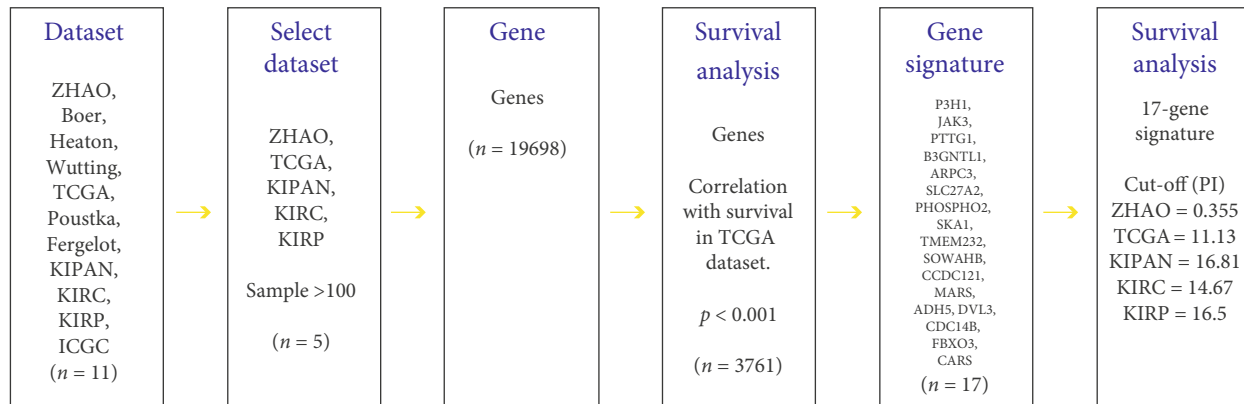 Dataset
ZHAO,
Boer,
Heaton,
Wutting,
TCGA,
Poustka,
Fergelot,
KIPAN,
KIRC,
KIRP,
ICGC
(n = 11)
Select
dataset
ZHAO,
TCGA,
KIPAN,
KIRC,
KIRP
Sample >100
(n = 5)
Gene
Genes
(n = 19698)
Survival
analysis
Genes
Correlation
with survival
in TCGA
dataset.
p < 0.001
(n = 3761)
Gene
signature
P3H1,
JAK3,
PTTG1,
B3GNTL1,
ARPC3,
SLC27A2,
PHOSPHO2,
SKA1,
TMEM232,
SOWAHB,
CCDC121,
MARS,
ADH5, DVL3,
CDC14B,
FBXO3,
CARS
(n = 17)
Survival
analysis
17-gene
signature
Cut-off (PI)
ZHAO = 0.355
TCGA = 11.13
KIPAN = 16.81
KIRC = 14.67
KIRP = 16.5